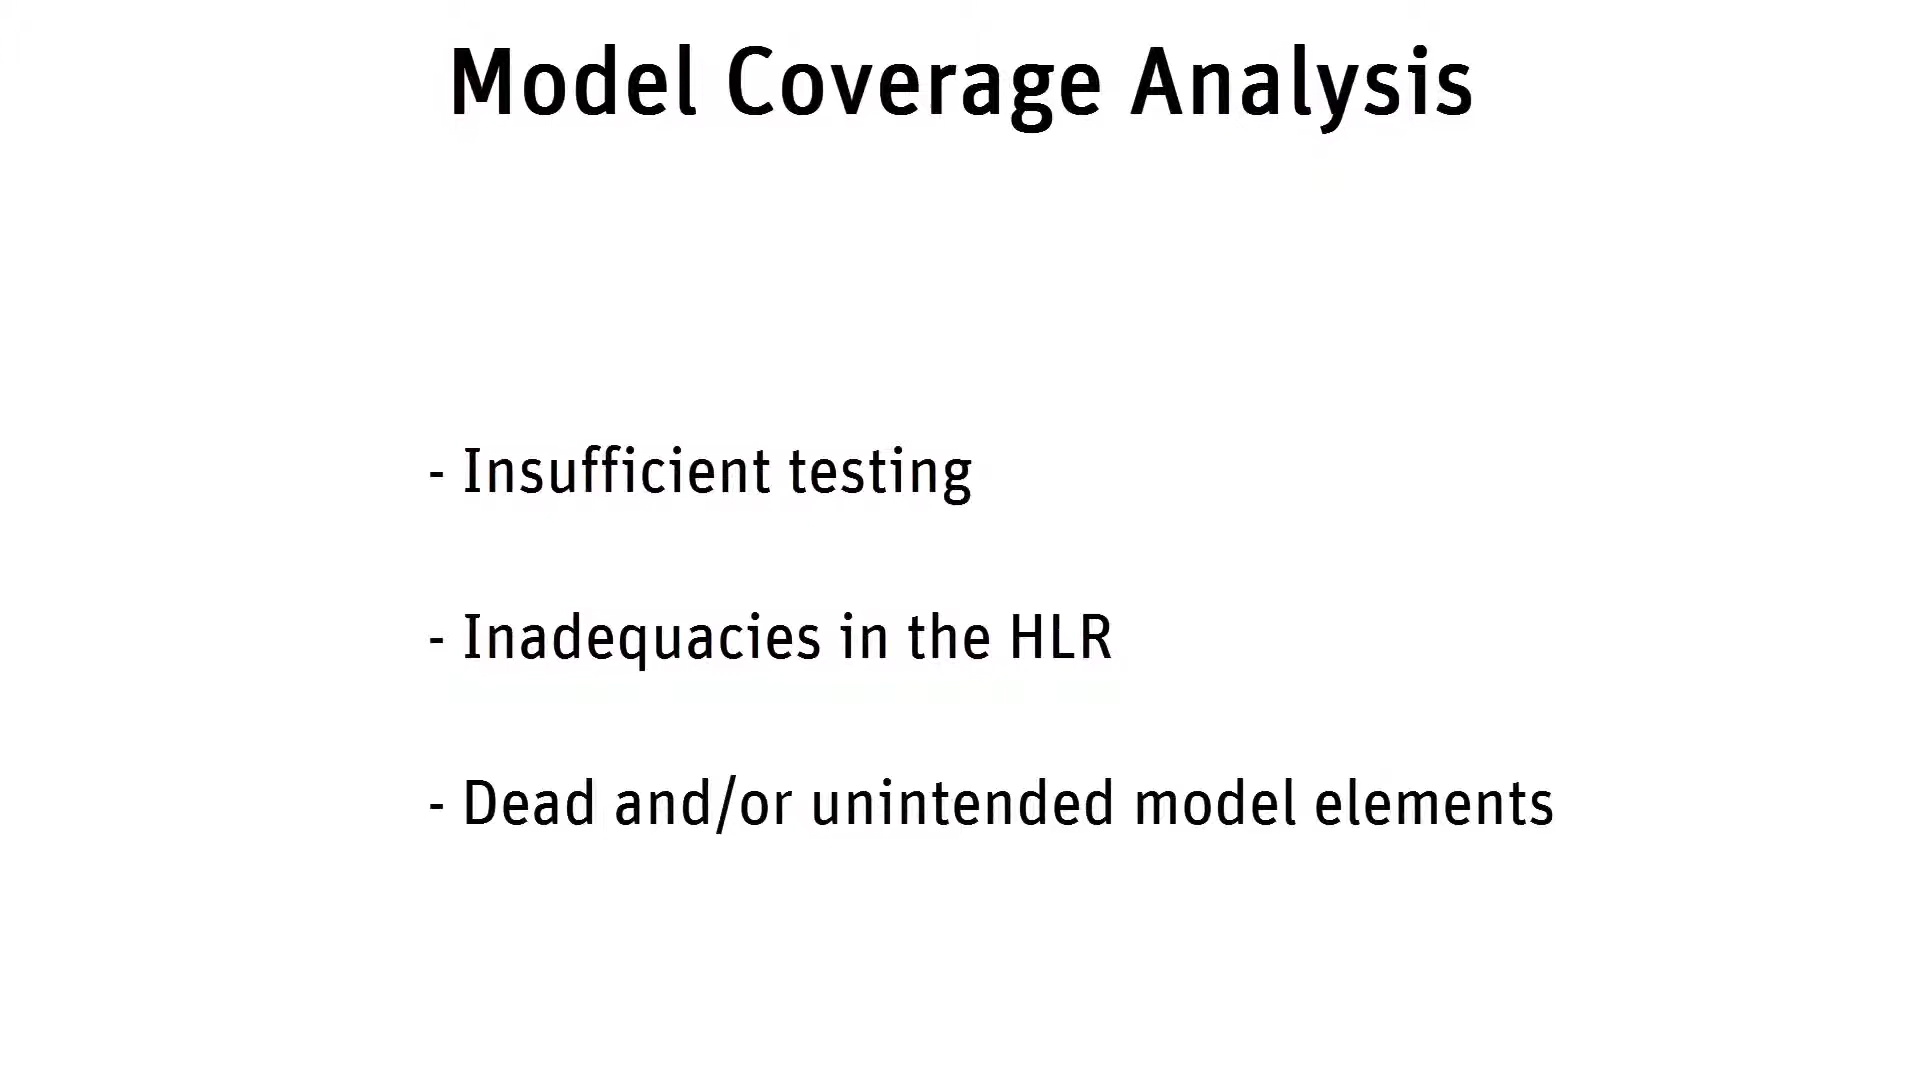 Model Coverage Analysis
- Insufficient testing
- Inadequacies in the HLR
- Dead and/or unintended model elements